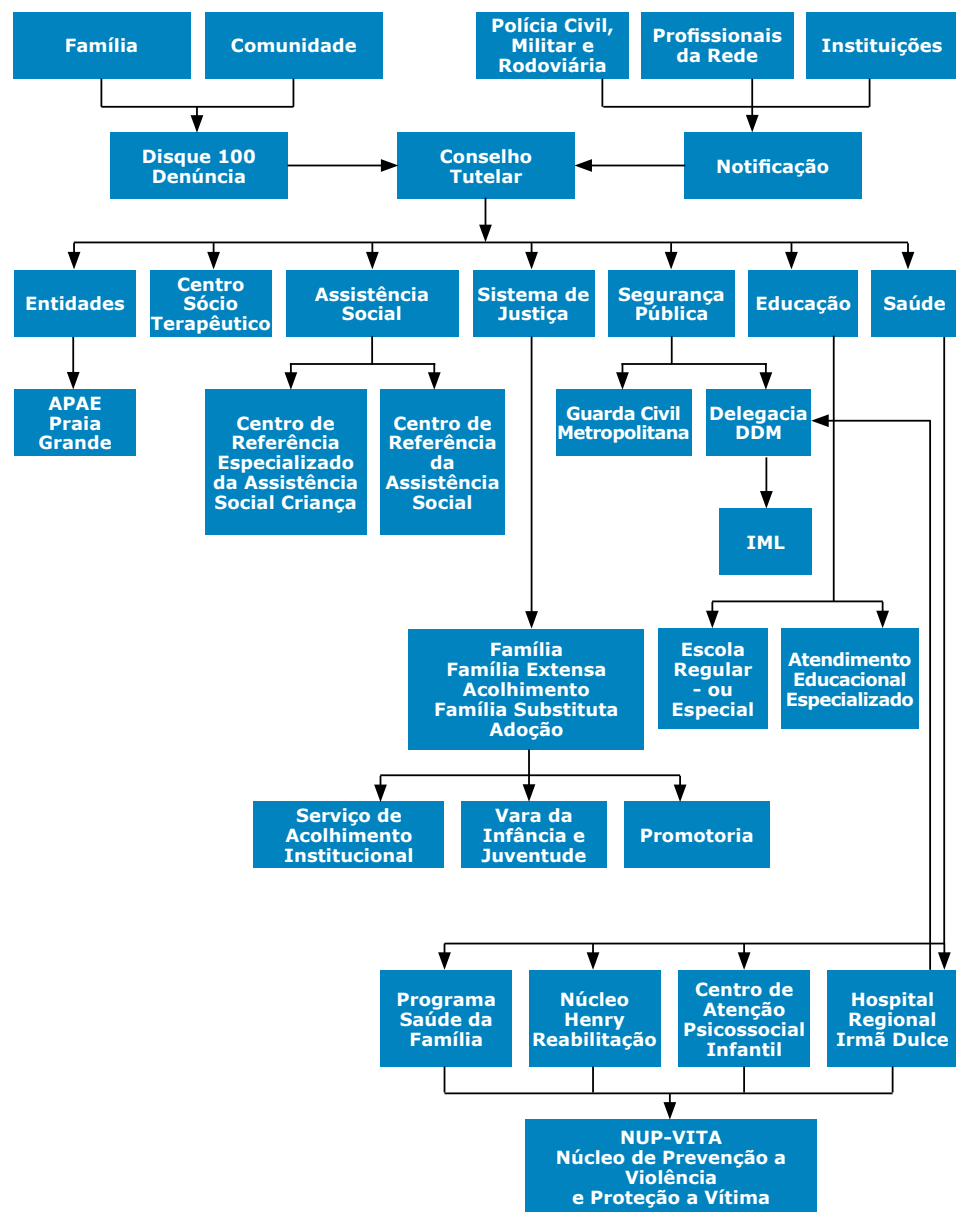 Família
Comunidade
Polícia Civil,
Militar e
Rodoviária
Profissionais
da Rede
Instituições
Disque 100
Denúncia
Conselho
Tutelar
Notificação
Entidades
Centro
Sócio
Terapêutico
Assistência
Social
Sistema de
Justiça
Segurança
Pública
Educação
Saúde
APAE
Praia
Grande
Centro de
Referência
Especializado
da Assistência
Social Criança
Centro de
Referência
da
Assistência
Social
Guarda Civil
Metropolitana
Delegacia
DDM
IML
Família
Família Extensa
Acolhimento
Família Substituta
Adoção
Escola
Regular
- ou
Especial
Atendimento
Educacional
Especializado
Serviço de
Acolhimento
Institucional
Vara da
Infância e
Juventude
Promotoria
Programa
Saúde da
Família
Núcleo
Henry
Reabilitação
Centro de
Atenção
Psicossocial
Infantil
Hospital
Regional
Irmã Dulce
NUP-VITA
Núcleo de Prevenção a
Violência
e Proteção a Vítima